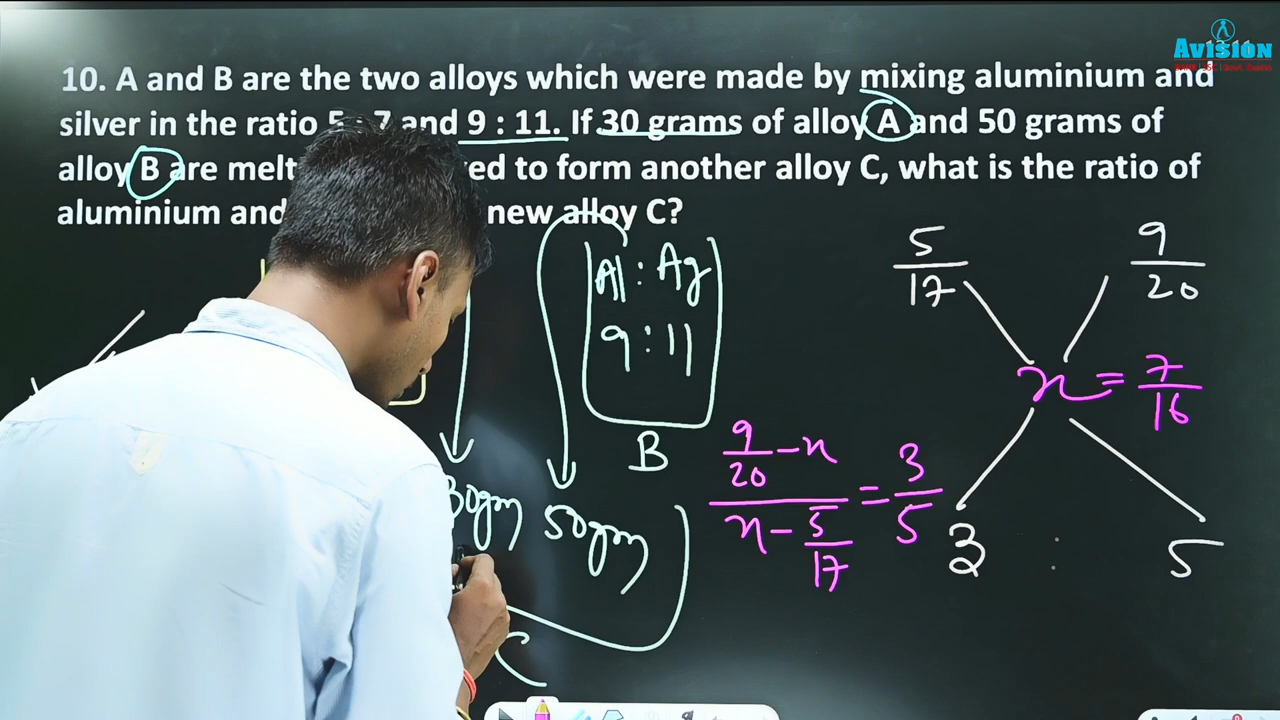 AVISION
10. A and B are the two alloys which were made by mixing aluminium and
silver in the ratio 5 : 7 and 9 : 11. If 30 grams of alloy A and 50 grams of
alloy B are melt ed to form another alloy C, what is the ratio of
aluminium and new alloy C?
Al : Ag
9 : 11
B
30gm 50gm
C
5/17 9/20
x = 7/16
(9/20 - x)/(x - 5/17) = 3/5
3 5